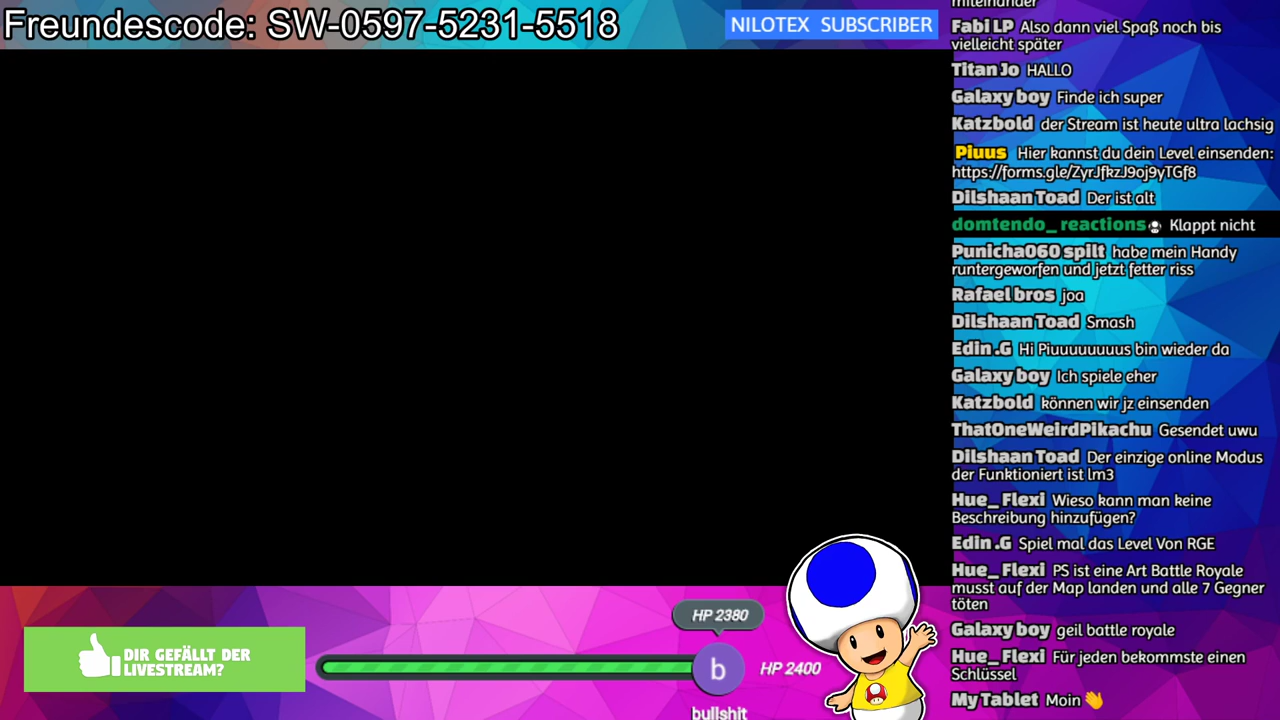 Freundescode: SW-0597-5231-5518
NILOTEX SUBSCRIBER
miteinander
Fabi LP Also dann viel Spaß noch bis
vielleicht später
Titan Jo HALLO
Galaxy boy Finde ich super
Katzbold der Stream ist heute ultra lachsig
Piuus Hier kannst du dein Level einsenden:
https://forms.gle/ZyrJfkzJ9oj9yTGf8
Dilshaan Toad Der ist alt
domtendo_reactions Klappt nicht
Punicha060 spilt habe mein Handy
runtergeworfen und jetzt fetter riss
Rafael bros joa
Dilshaan Toad Smash
Edin .G Hi Piuuuuuuuus bin wieder da
Galaxy boy Ich spiele eher
Katzbold können wir jz einsenden
ThatOneWeirdPikachu Gesendet uwu
Dilshaan Toad Der einzige online Modus
der Funktioniert ist lm3
Hue_Flexi Wieso kann man keine
Beschreibung hinzufügen?
Edin .G Spiel mal das Level Von RGE
Hue_Flexi PS ist eine Art Battle Royale
musst auf der Map landen und alle 7 Gegner
töten
Galaxy boy geil battle royale
Hue_Flexi Für jeden bekommste einen
Schlüssel
My Tablet Moin 👋
DIR GEFÄLLT DER
LIVESTREAM?
HP 2380
b
HP 2400
bullshit